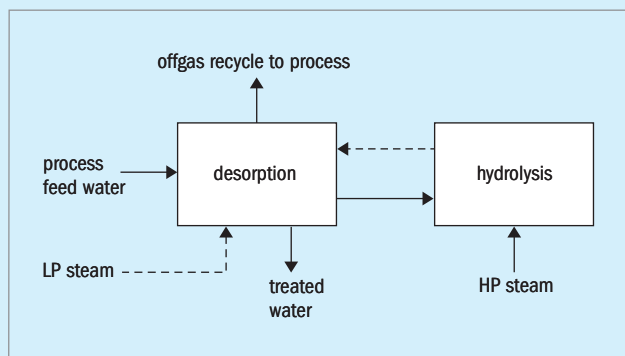 offgas recycle to process
process
feed water
desorption
hydrolysis
LP steam
treated
water
HP steam